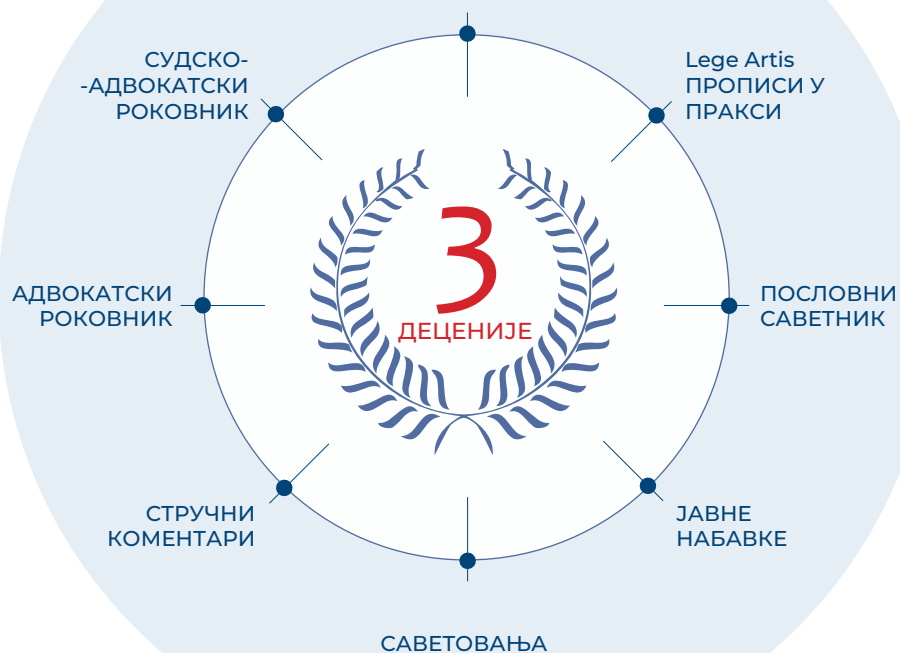 СУДСКО-
-АДВОКАТСКИ
РОКОВНИК
Lege Artis
ПРОПИСИ У
ПРАКСИ
3
ДЕЦЕНИЈЕ
АДВОКАТСКИ
РОКОВНИК
ПОСЛОВНИ
САВЕТНИК
СТРУЧНИ
КОМЕНТАРИ
ЈАВНЕ
НАБАВКЕ
САВЕТОВАЊА